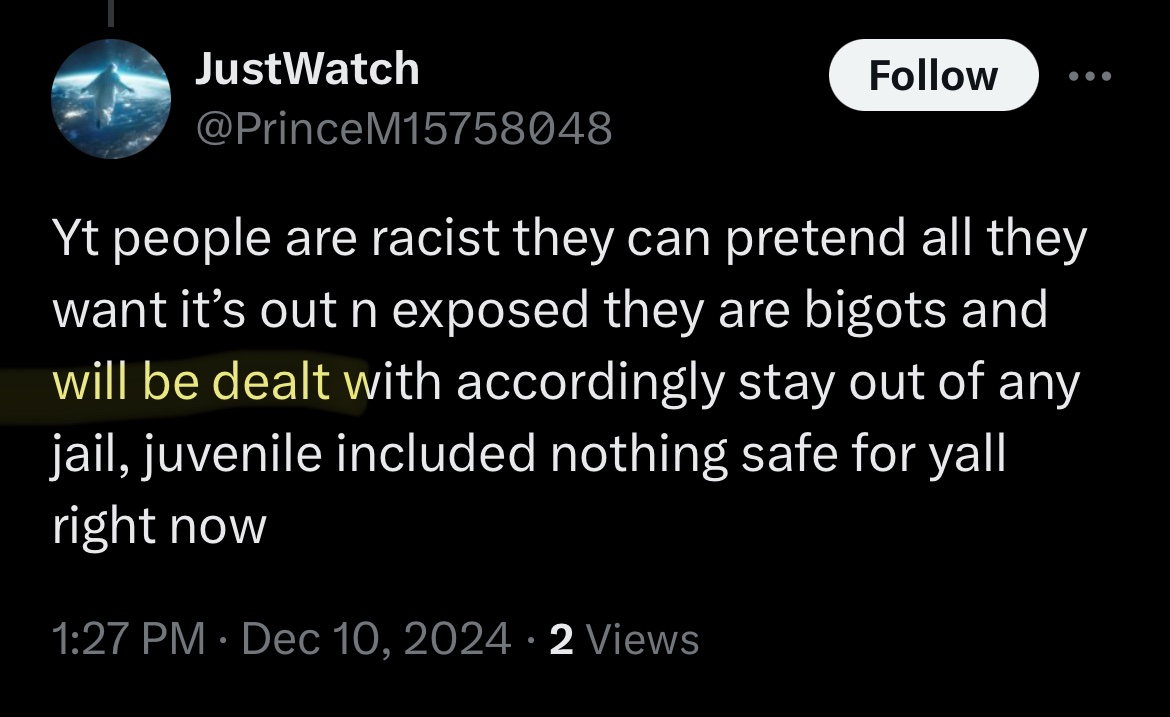 JustWatch
Follow
@PrinceM15758048
Yt people are racist they can pretend all they
want it’s out n exposed they are bigots and
will be dealt with accordingly stay out of any
jail, juvenile included nothing safe for yall
right now
1:27 PM · Dec 10, 2024 · 2 Views